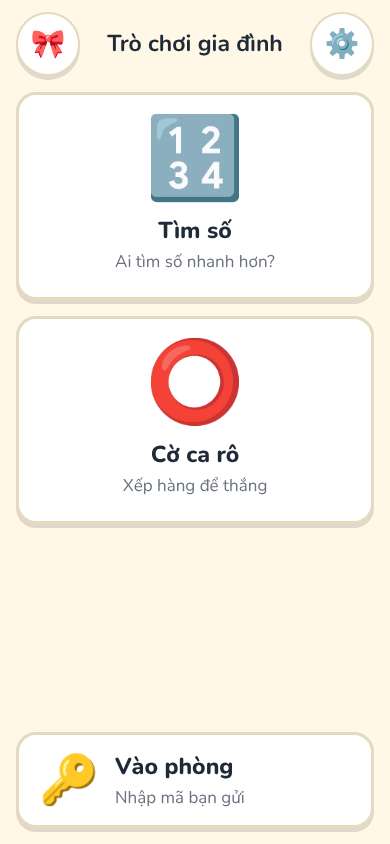 Trò chơi gia đình
1 2
3 4
Tìm số
Ai tìm số nhanh hơn?
Cờ ca rô
Xếp hàng để thắng
Vào phòng
Nhập mã bạn gửi